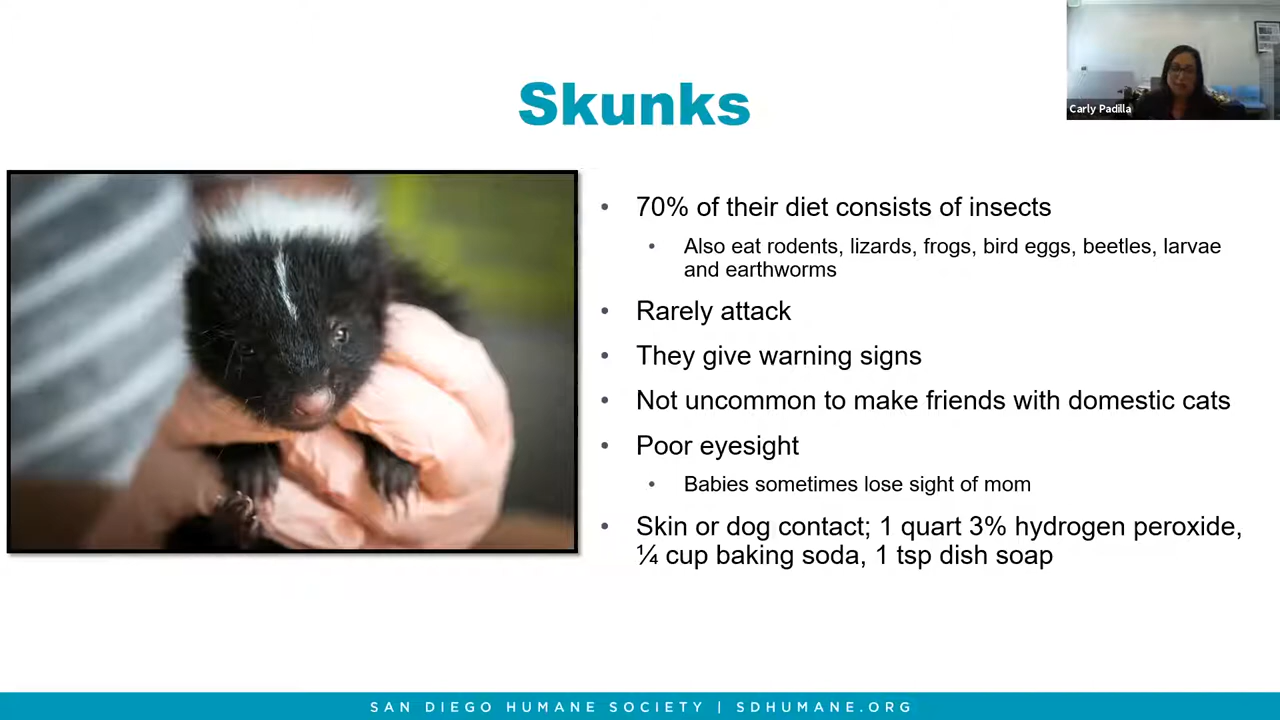 Skunks
Carly Padilla
• 70% of their diet consists of insects
• Also eat rodents, lizards, frogs, bird eggs, beetles, larvae
and earthworms
• Rarely attack
• They give warning signs
• Not uncommon to make friends with domestic cats
• Poor eyesight
• Babies sometimes lose sight of mom
• Skin or dog contact; 1 quart 3% hydrogen peroxide,
¼ cup baking soda, 1 tsp dish soap
SAN DIEGO HUMANE SOCIETY | SDHUMANE.ORG